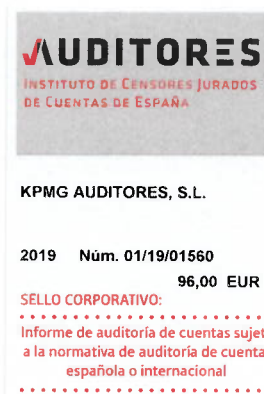 AUDITORES
INSTITUTO DE CENSORES JURADOS
DE CUENTAS DE ESPAÑA
KPMG AUDITORES, S.L.
2019 Núm. 01/19/01560
96,00 EUR
SELLO CORPORATIVO:
Informe de auditoría de cuentas sujet
a la normativa de auditoría de cuenta
española o internacional